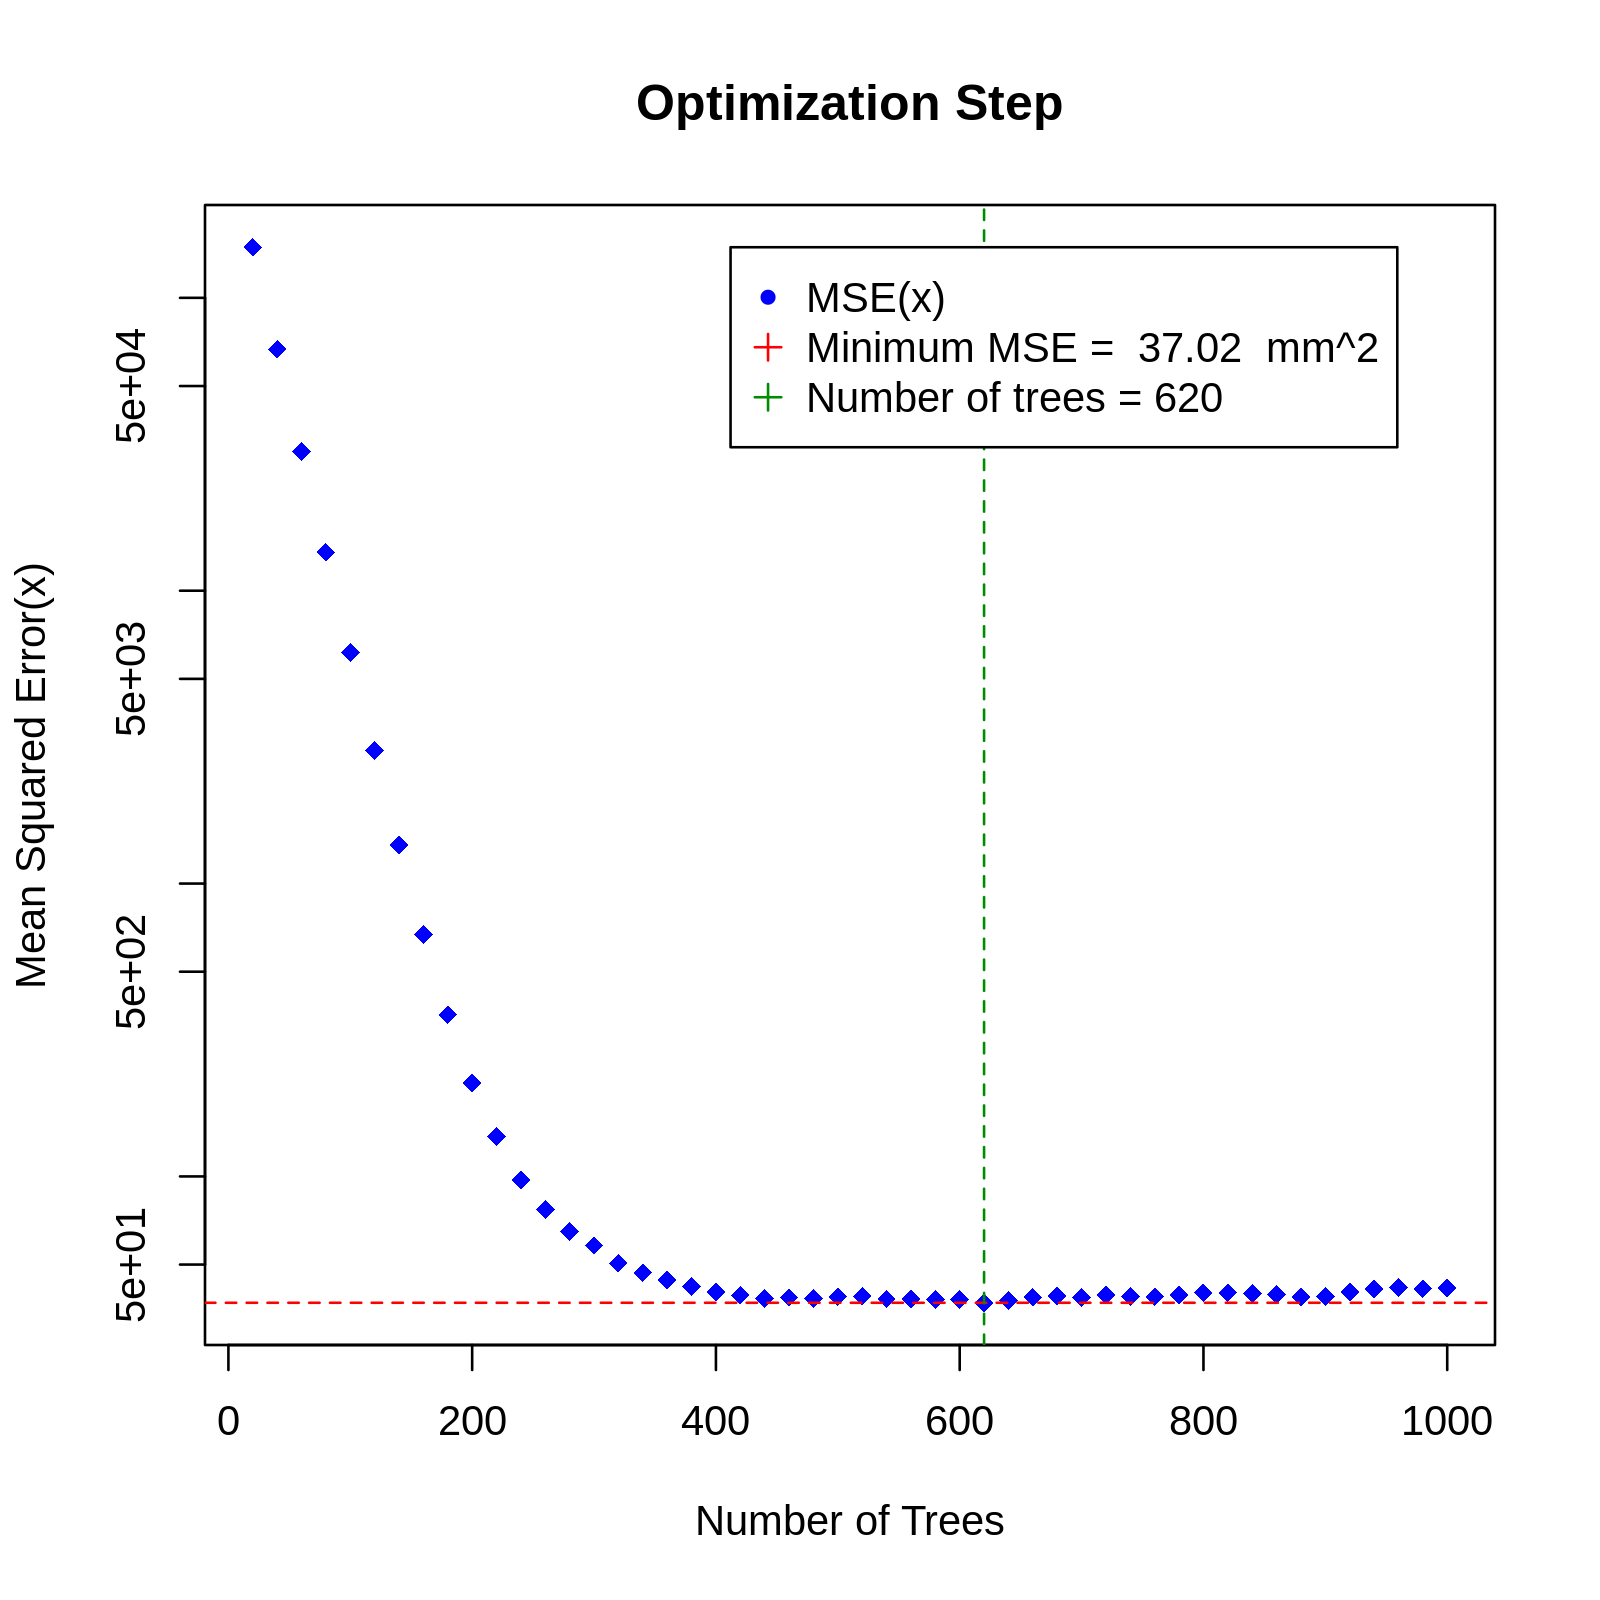 Optimization Step
MSE(x)
Minimum MSE =  37.02  mm^2
Number of trees = 620
Mean Squared Error(x)
5e+04
5e+03
5e+02
5e+01
0 200 400 600 800 1000
Number of Trees